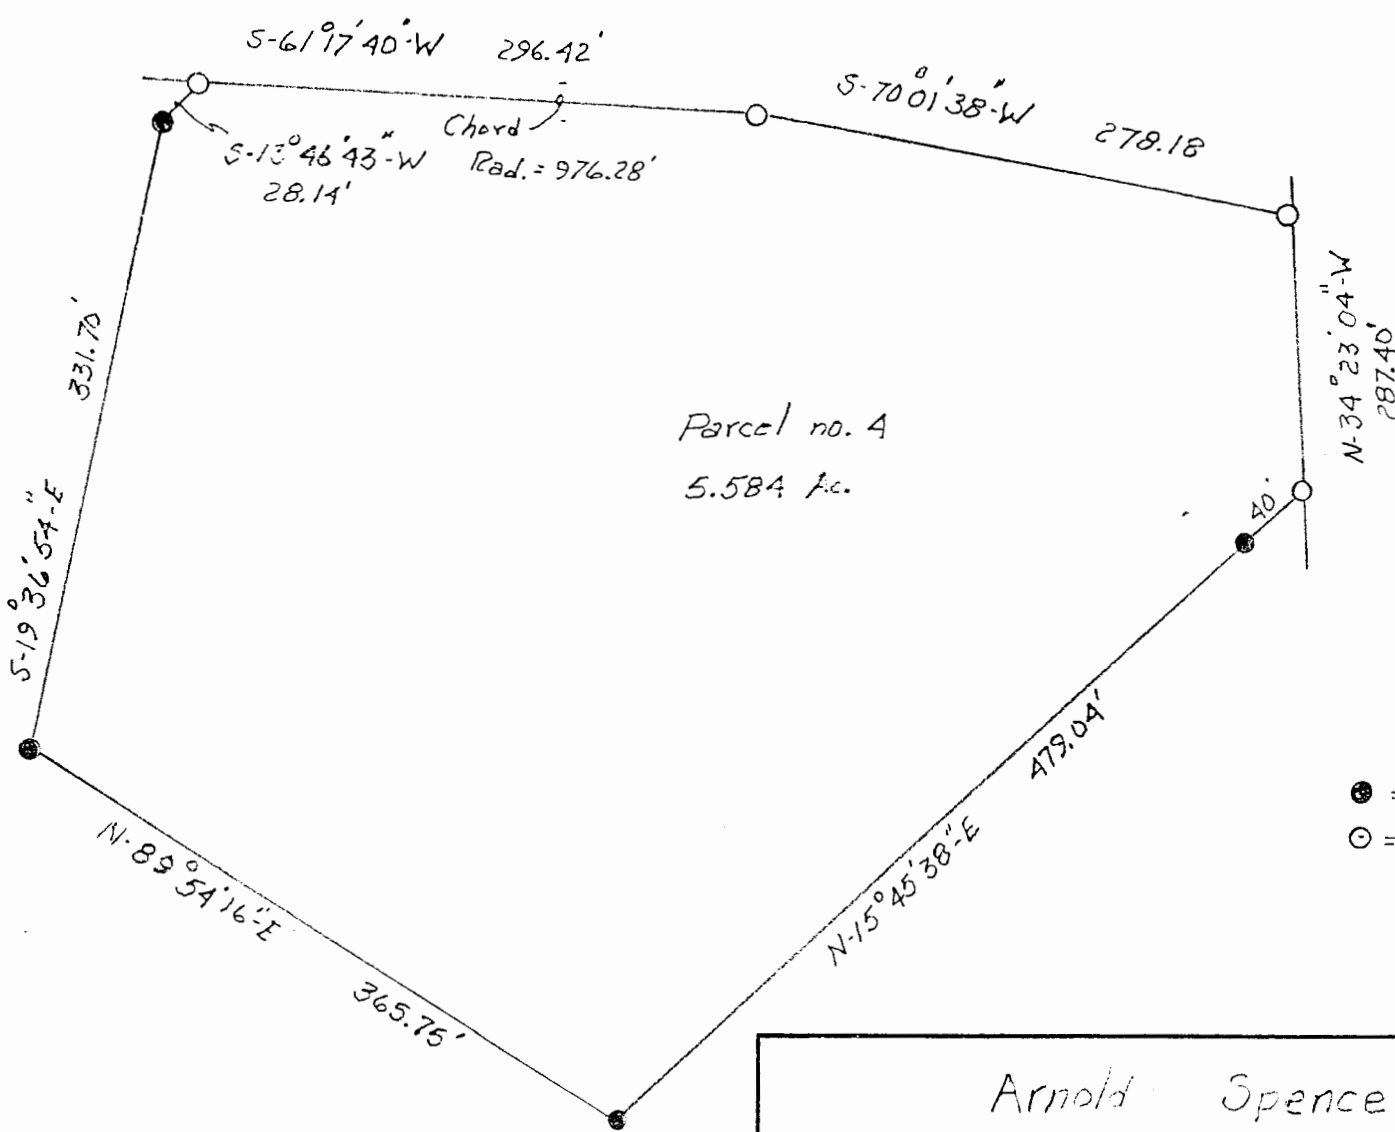 S-61°17'40"-W 296.42'
S-70°01'38"-W 278.18
Chord
S-13°46'43"-W Rad. = 976.28'
28.14'
N-34°23'04"-W
287.40'
331.70'
S-19°36'54"-E
Parcel no. 4
5.584 Ac.
40'
479.04'
N-15°45'38"-E
N-89°54'16"-E
365.75'
=
Arnold Spence